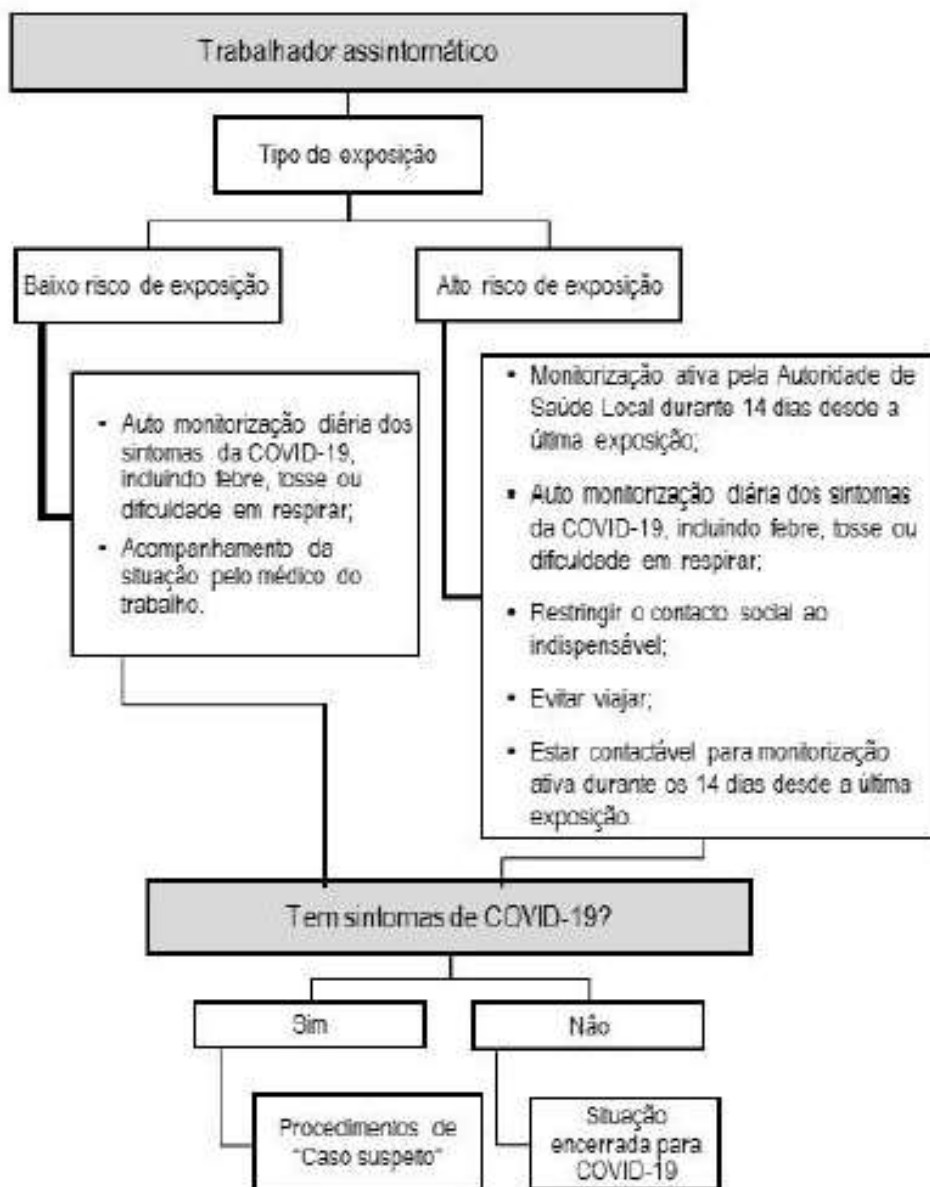 Trabalhador assintomático
Tipo de exposição
Baixo risco de exposição
Alto risco de exposição
• Auto monitorização diária dos
sintomas da COVID-19,
incluindo febre, tosse ou
dificuldade em respirar;
• Acompanhamento da
situação pelo médico do
trabalho.
• Monitorização ativa pela Autoridade de
Saúde Local durante 14 dias desde a
última exposição;
• Auto monitorização diária dos sintomas
da COVID-19, incluindo febre, tosse ou
dificuldade em respirar;
• Restringir o contacto social ao
indispensável;
• Evitar viajar;
• Estar contactável para monitorização
ativa durante os 14 dias desde a última
exposição.
Tem sintomas de COVID-19?
Sim
Não
Procedimentos de
"Caso suspeito"
Situação
encerrada para
COVID-19